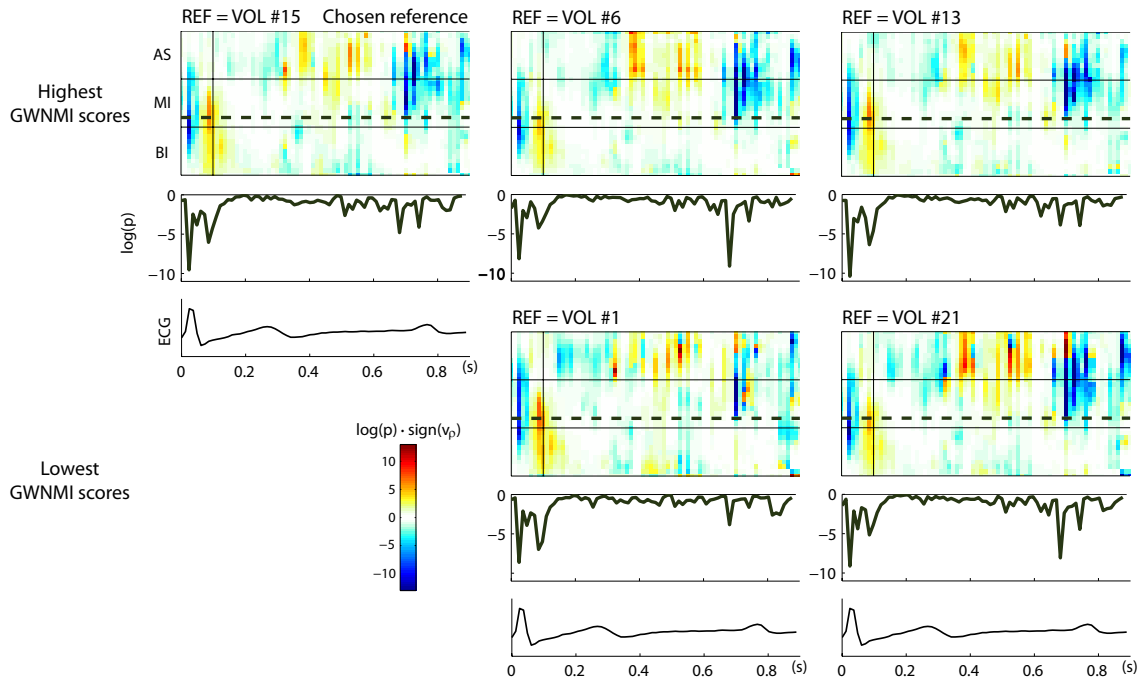 REF = VOL #15 Chosen reference
REF = VOL #6
REF = VOL #13
Highest
GWNMI scores
AS
MI
BI
log(p)
0
−5
−10
0
−5
−10
0
−5
−10
ECG
0 0.2 0.4 0.6 0.8 (s)
REF = VOL #1
REF = VOL #21
Lowest
GWNMI scores
log(p) · sign(vρ)
10
5
0
−5
−10
0
−5
0
−5
−10
0 0.2 0.4 0.6 0.8 (s)
0 0.2 0.4 0.6 0.8 (s)